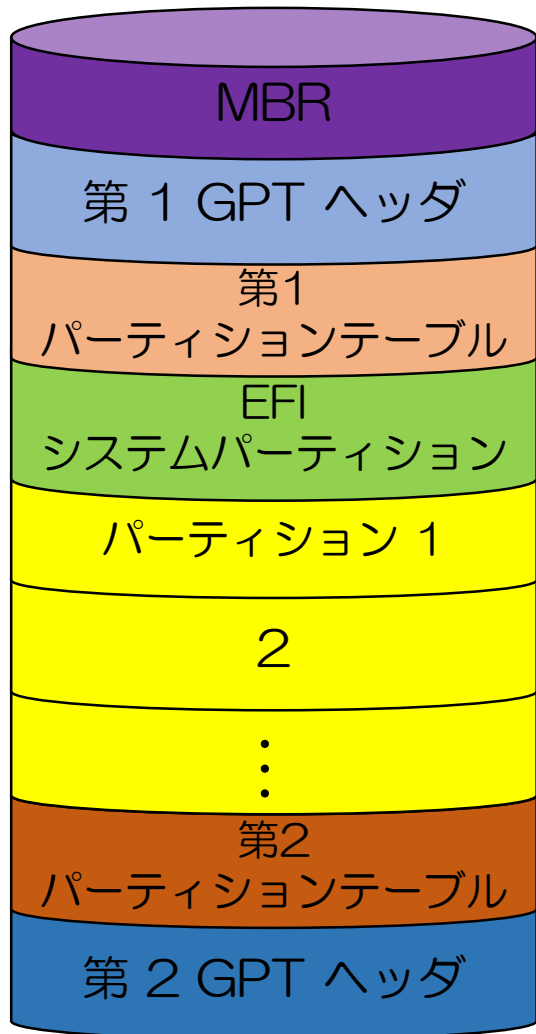 MBR
第 1 GPT ヘッダ
第1
パーティションテーブル
EFI
システムパーティション
パーティション 1
2
⋮
第2
パーティションテーブル
第 2 GPT ヘッダ